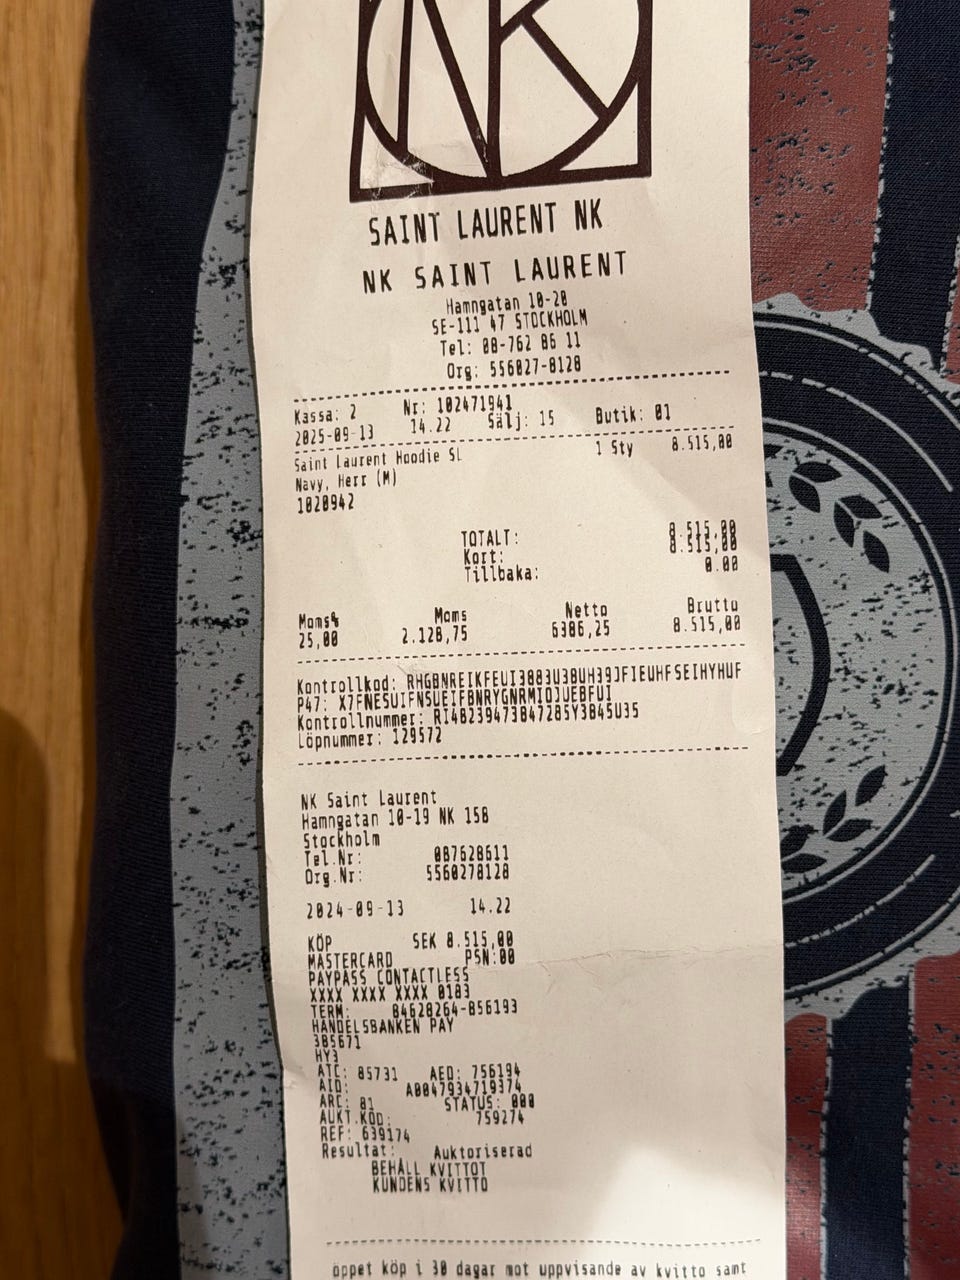 NK
SAINT LAURENT NK
NK SAINT LAURENT
Hamngatan 10-20
SE-111 47 STOCKHOLM
Tel: 08-762 86 11
Org: 556027-8128
Kassa: 2 Nr: 102471941
2025-09-13 14.22 Sälj: 15 Butik: 01
Saint Laurent Hoodie SL 1 Sty 8.515,00
Navy, Herr (M)
1020942
TOTALT: 8.515,00
Kort: 8.515,00
Tillbaka: 0.00
Moms% Moms Netto Brutto
25,00 2.128,75 6386,25 8.515,00
Kontrollkod: RHGBNREIKFEUI3883U3BUH39JFIEUHFSEIHYHUF
P47: X7FNESUIFNSUEIFBNRYGNRMIOJUEBFUI
Kontrollnummer: RI4B239473847285Y3B45U35
Löpnummer: 129572
NK Saint Laurent
Hamngatan 10-19 NK 158
Stockholm
Tel.Nr: 087628611
Org.Nr: 5560278128
2024-09-13 14.22
KÖP SEK 8.515,00
MASTERCARD PSN:00
PAYPASS CONTACTLESS
XXXX XXXX XXXX 0183
TERM: 84628264-856193
HANDELSBANKEN PAY
385671
HY3
ATC: 85731 AED: 756194
AID: A0047934719374
ARC: 81 STATUS: 000
AUKT.KOD: 759274
REF: 639174
Resultat: Auktoriserad
BEHÅLL KVITTOT
KUNDENS KVITTO
öppet köp i 30 dagar mot uppvisande av kvitto samt